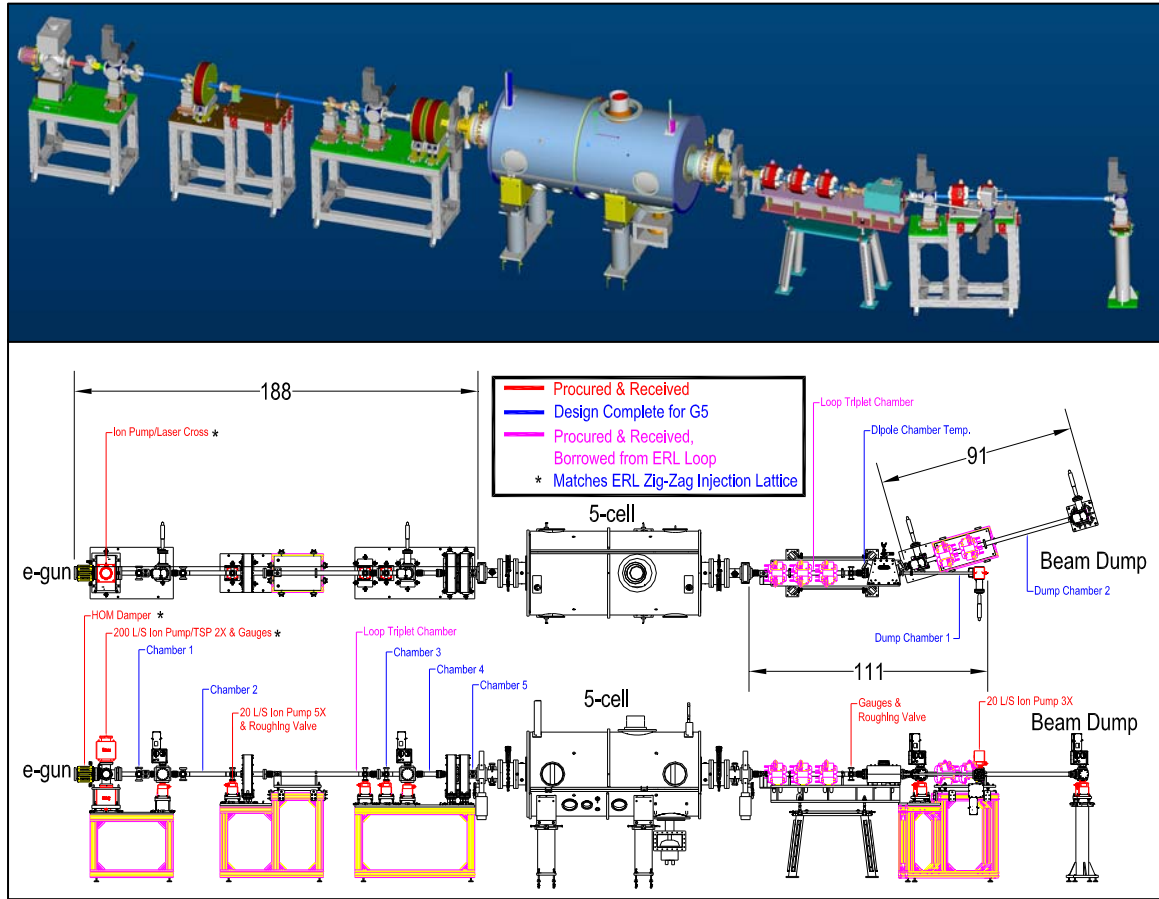 188
Procured & Received
Design Complete for G5
Procured & Received,
Borrowed from ERL Loop
* Matches ERL Zig-Zag Injection Lattice
Ion Pump/Laser Cross *
Loop Triplet Chamber
Dipole Chamber Temp.
91
5-cell
e-gun
Beam Dump
Dump Chamber 2
Dump Chamber 1
HOM Damper *
200 L/S Ion Pump/TSP 2X & Gauges *
Chamber 1
Chamber 2
20 L/S Ion Pump 5X
& Roughing Valve
Loop Triplet Chamber
Chamber 3
Chamber 4
Chamber 5
5-cell
111
Gauges &
Roughing Valve
20 L/S Ion Pump 3X
Beam Dump
e-gun